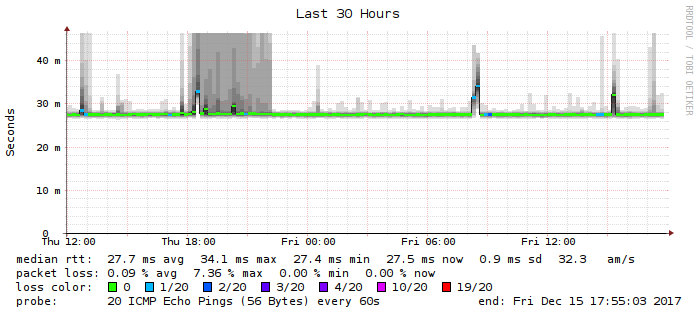 Last 30 Hours
RRDTOOL / TOBI OETIKER
Seconds
40 m
30 m
20 m
10 m
0
Thu 12:00 Thu 18:00 Fri 00:00 Fri 06:00 Fri 12:00
median rtt: 27.7 ms avg 34.1 ms max 27.4 ms min 27.5 ms now 0.9 ms sd 32.3 am/s
packet loss: 0.09 % avg 7.36 % max 0.00 % min 0.00 % now
loss color: 0 1/20 2/20 3/20 4/20 10/20 19/20
probe: 20 ICMP Echo Pings (56 Bytes) every 60s end: Fri Dec 15 17:55:03 2017